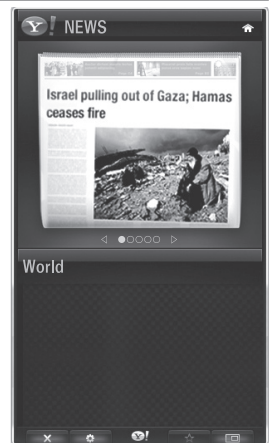 Y! NEWS
Israel pulling out of Gaza; Hamas
ceases fire
World
Y!